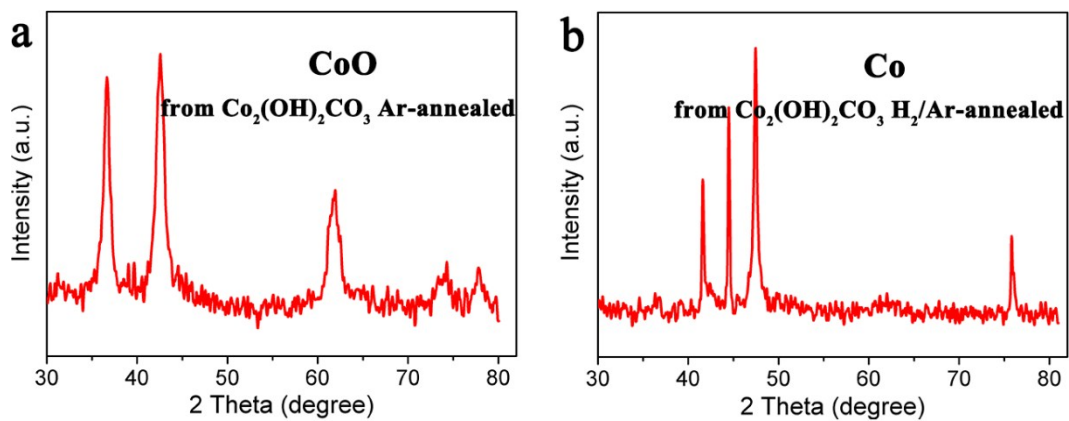 a
CoO
from Co₂(OH)₂CO₃ Ar-annealed
Intensity (a.u.)
30 40 50 60 70 80
2 Theta (degree)
b
Co
from Co₂(OH)₂CO₃ H₂/Ar-annealed
Intensity (a.u.)
30 40 50 60 70 80
2 Theta (degree)